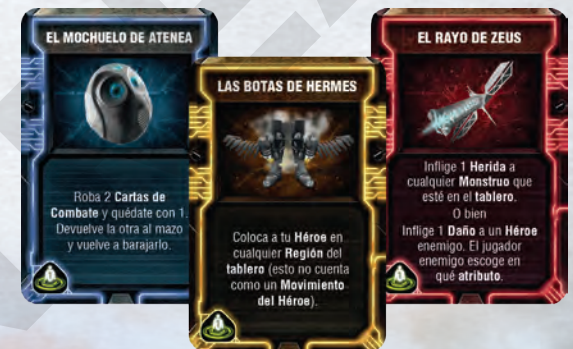 EL MOCHUELO DE ATENEA
Roba 2 Cartas de
Combate y quédate con 1.
Devuelve la otra al mazo
y vuelve a barajarlo.
LAS BOTAS DE HERMES
Coloca a tu Héroe en
cualquier Región del
tablero (esto no cuenta
como un Movimiento
del Héroe).
EL RAYO DE ZEUS
Inflige 1 Herida a
cualquier Monstruo que
esté en el tablero.
O bien
Inflige 1 Daño a un Héroe
enemigo. El jugador
enemigo escoge en
qué atributo.